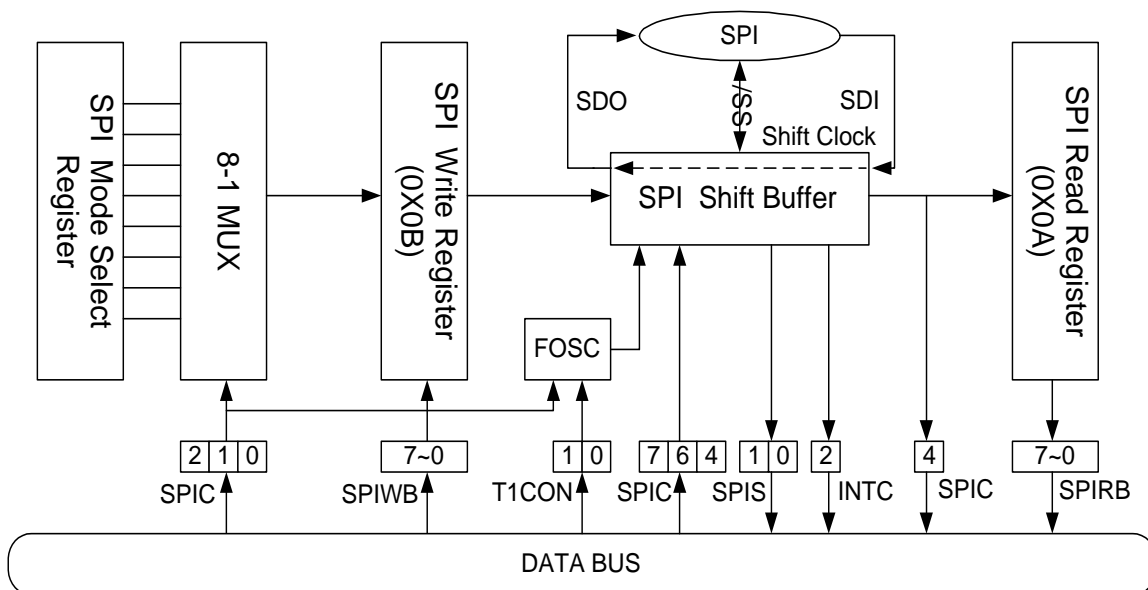 SPI
SDO
/SS
SDI
Shift Clock
SPI Mode Select
Register
8-1 MUX
SPI Write Register
(0X0B)
SPI Shift Buffer
SPI Read Register
(0X0A)
FOSC
2 1 0
7~0
1 0
7 6 4
1 0
2
4
7~0
SPIC
SPIWB
T1CON
SPIC
SPIS
INTC
SPIC
SPIRB
DATA BUS